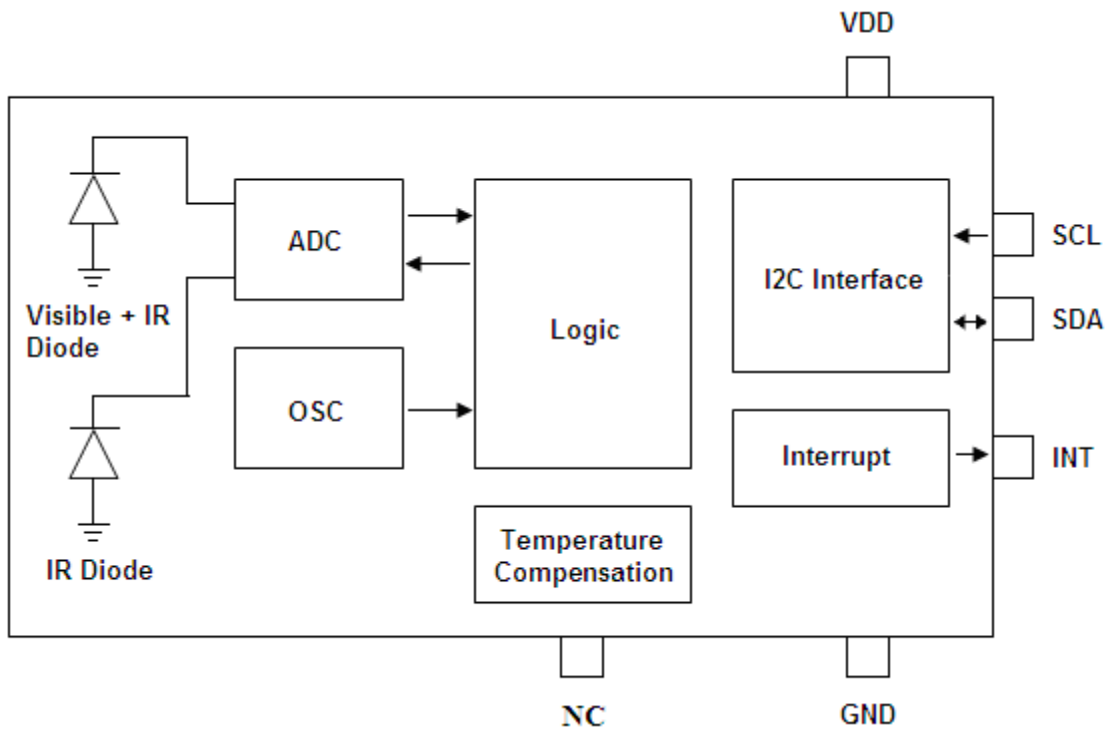 VDD
ADC
Logic
I2C Interface
SCL
SDA
Visible + IR
Diode
OSC
Interrupt
INT
IR Diode
Temperature
Compensation
NC
GND